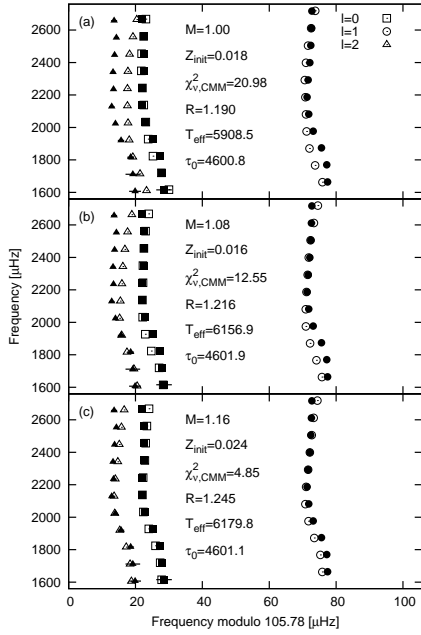 (a)
M=1.00
Z_init=0.018
χ²_ν,CMM=20.98
R=1.190
T_eff=5908.5
τ_0=4600.8
l=0
l=1
l=2
2600
2400
2200
2000
1800
1600
(b)
M=1.08
Z_init=0.016
χ²_ν,CMM=12.55
R=1.216
T_eff=6156.9
τ_0=4601.9
2600
2400
2200
2000
1800
1600
Frequency [μHz]
(c)
M=1.16
Z_init=0.024
χ²_ν,CMM=4.85
R=1.245
T_eff=6179.8
τ_0=4601.1
2600
2400
2200
2000
1800
1600
0 20 40 60 80 100
Frequency modulo 105.78 [μHz]